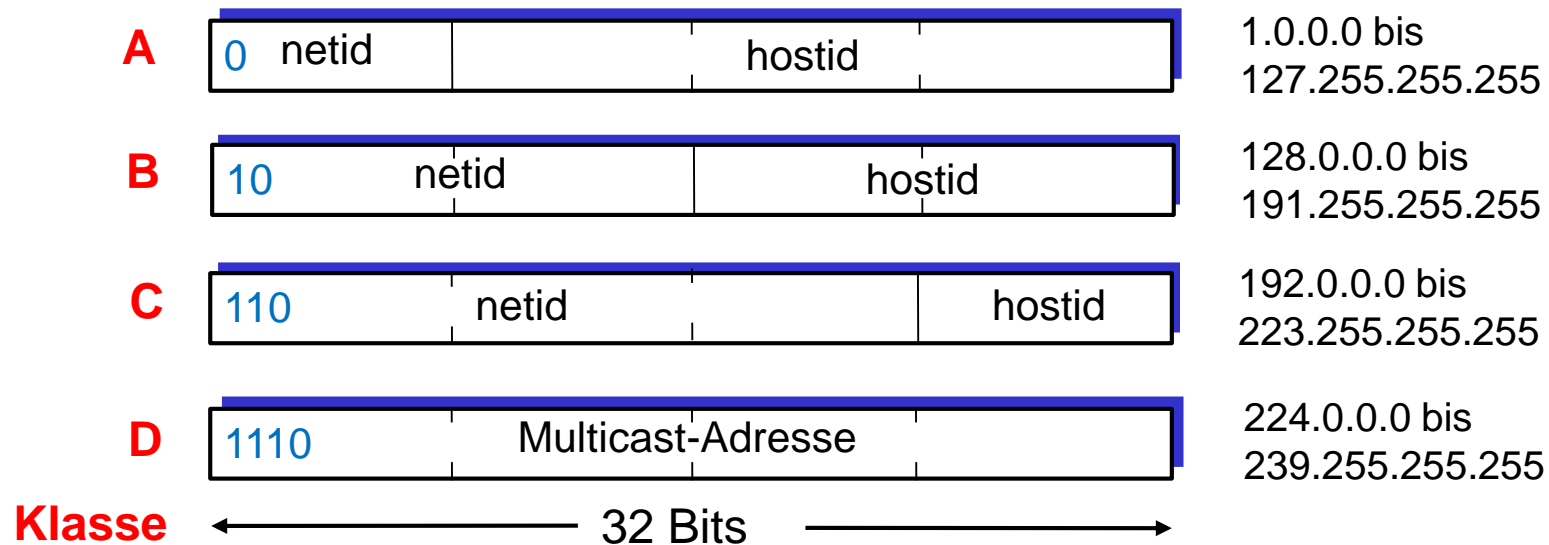 A
0 netid
hostid
1.0.0.0 bis
127.255.255.255
B
10
netid
hostid
128.0.0.0 bis
191.255.255.255
C
110
netid
hostid
192.0.0.0 bis
223.255.255.255
D
1110
Multicast-Adresse
224.0.0.0 bis
239.255.255.255
Klasse
32 Bits